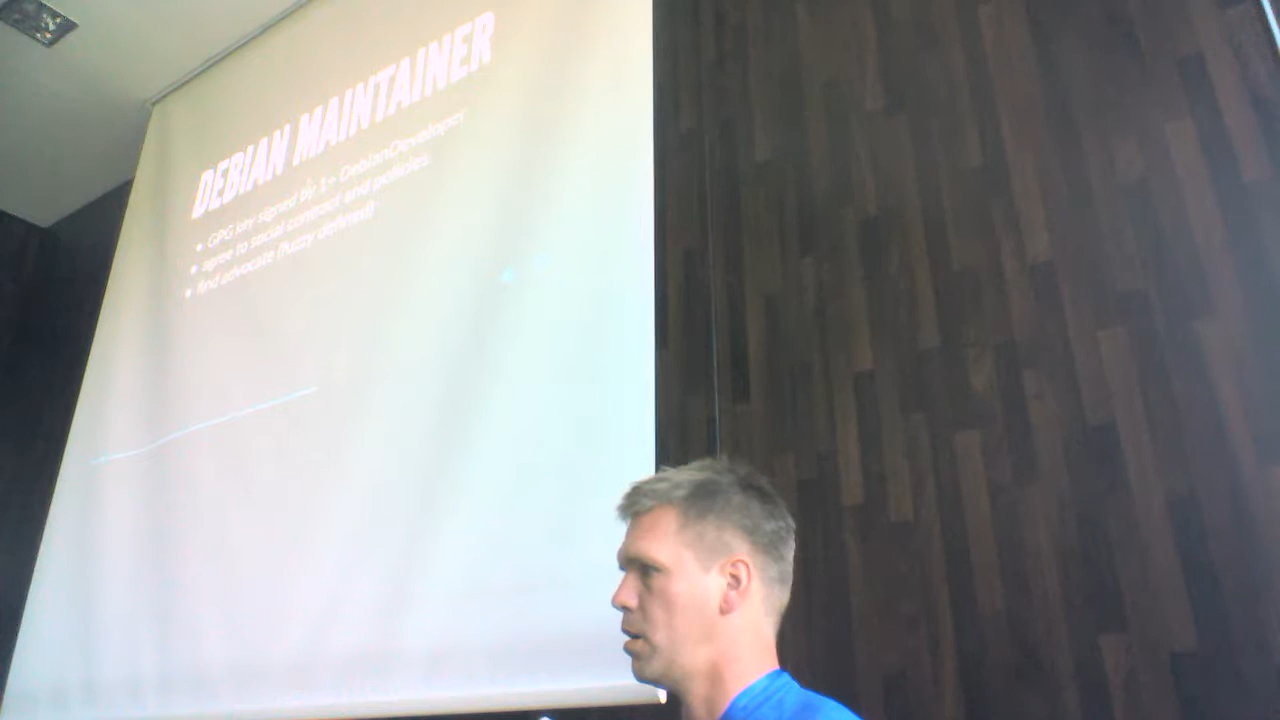 DEBIAN MAINTAINER
• GPG key signed by 1+ DebianDeveloper
• agree to social contract and policies
• find advocate (fuzzy defined)